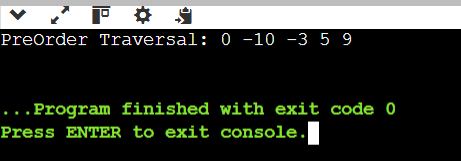 PreOrder Traversal: 0 -10 -3 5 9
...Program finished with exit code 0
Press ENTER to exit console.